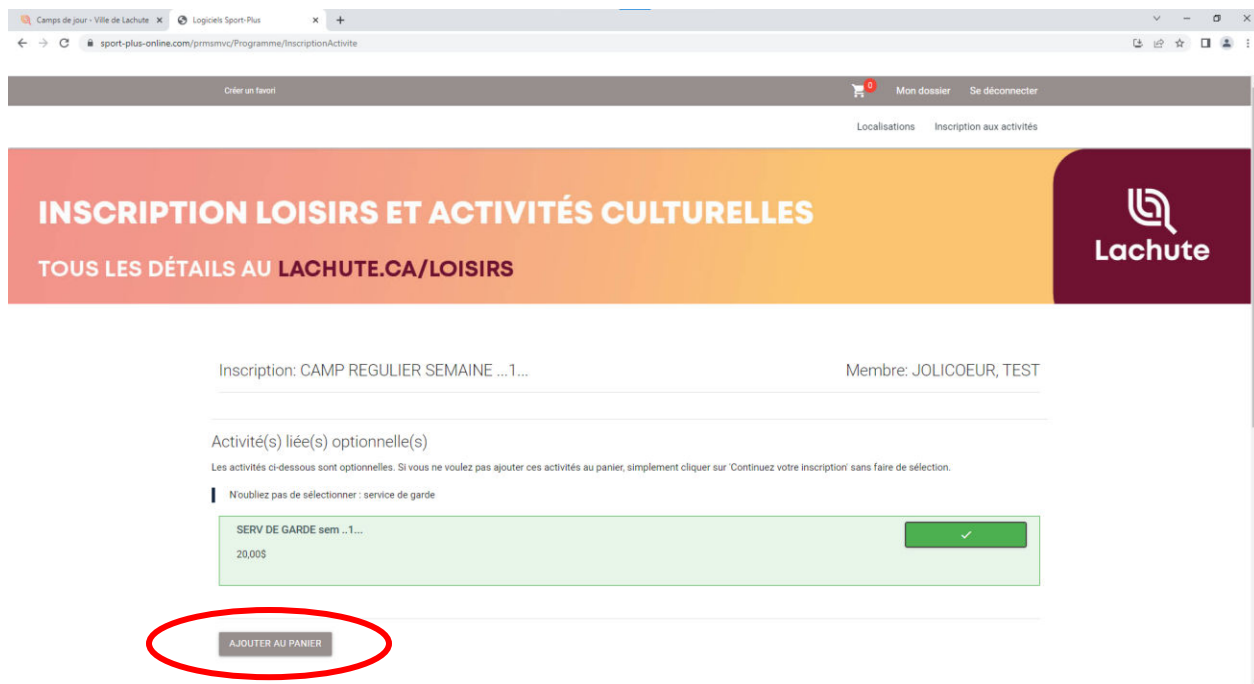 Camps de jour - Ville de Lachute
Logiciels Sport-Plus
sport-plus-online.com/prmsmvc/Programme/InscriptionActivite
Créer un favori
0
Mon dossier
Se déconnecter
Localisations
Inscription aux activités
INSCRIPTION LOISIRS ET ACTIVITÉS CULTURELLES
TOUS LES DÉTAILS AU LACHUTE.CA/LOISIRS
Lachute
Inscription: CAMP REGULIER SEMAINE ...1...
Membre: JOLICOEUR, TEST
Activité(s) liée(s) optionnelle(s)
Les activités ci-dessous sont optionnelles. Si vous ne voulez pas ajouter ces activités au panier, simplement cliquer sur 'Continuez votre inscription' sans faire de sélection.
N'oubliez pas de sélectionner : service de garde
SERV DE GARDE sem ..1...
20,00$
AJOUTER AU PANIER